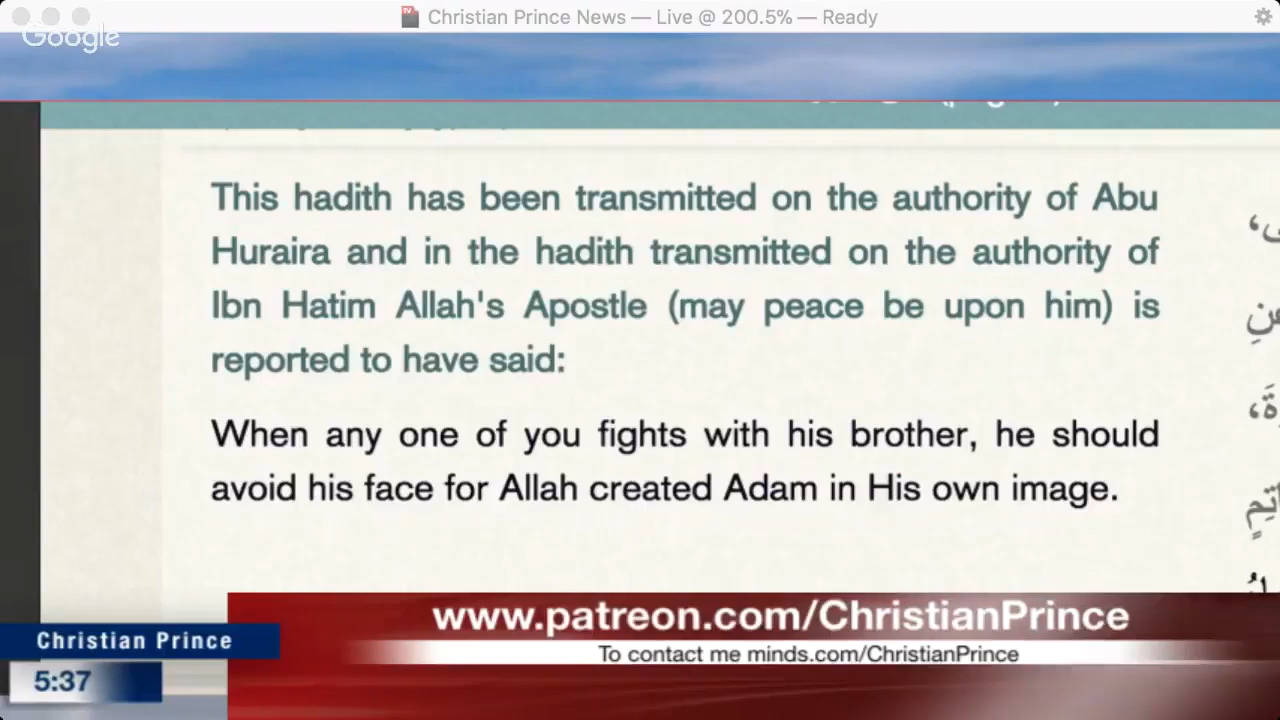 Christian Prince News — Live @ 200.5% — Ready
Google
This hadith has been transmitted on the authority of Abu
Huraira and in the hadith transmitted on the authority of
Ibn Hatim Allah's Apostle (may peace be upon him) is
reported to have said:
When any one of you fights with his brother, he should
avoid his face for Allah created Adam in His own image.
www.patreon.com/ChristianPrince
Christian Prince
To contact me minds.com/ChristianPrince
5:37